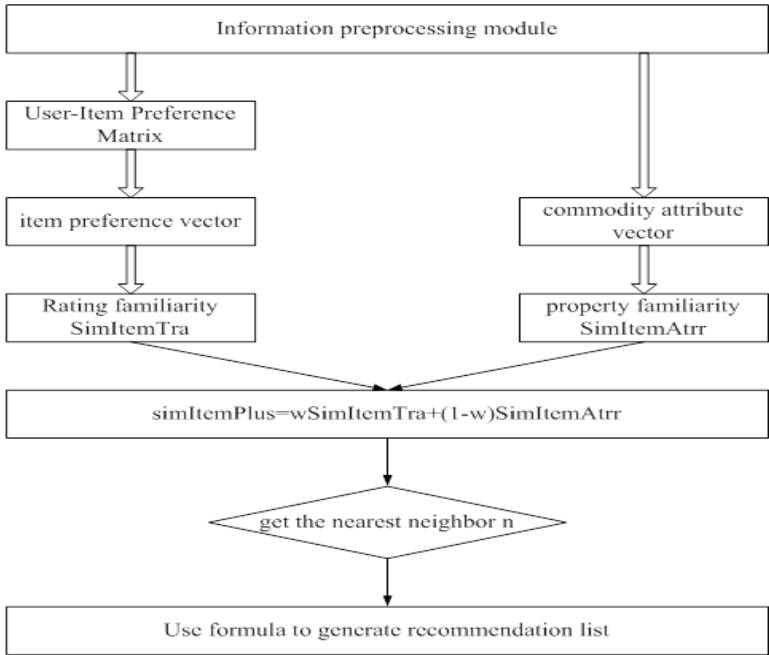 Information preprocessing module
User-Item Preference
Matrix
item preference vector
commodity attribute
vector
Rating familiarity
SimItemTra
property familiarity
SimItemAtrr
simItemPlus=wSimItemTra+(1-w)SimItemAtrr
get the nearest neighbor n
Use formula to generate recommendation list